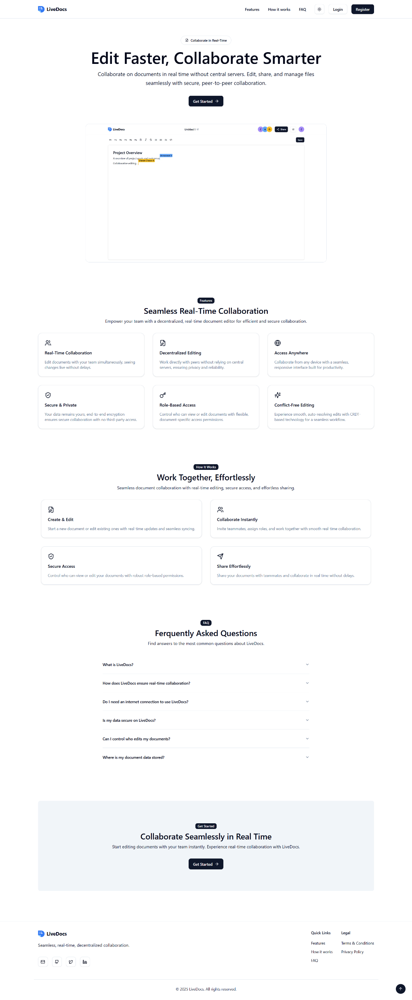 LiveDocs
Features
How it works
FAQ
Login
Register
Collaborate in Real-Time
Edit Faster, Collaborate Smarter
Collaborate on documents in real time without central servers. Edit, share, and manage files
seamlessly with secure, peer-to-peer collaboration.
Get Started
LiveDocs
Untitled 1
C A D
Share
C
H1 H2 H3 H4 H5 H6 B I S
Save
Project Overview
Arunprasad S
A overview of project goals and outcomes
Dharani Dharan K
Collaborative editing...
Features
Seamless Real-Time Collaboration
Empower your team with a decentralized, real-time document editor for efficient and secure collaboration.
Real-Time Collaboration
Edit documents with your team simultaneously, seeing
changes live without delays.
Decentralized Editing
Work directly with peers without relying on central
servers, ensuring privacy and reliability.
Access Anywhere
Collaborate from any device with a seamless,
responsive interface built for productivity.
Secure & Private
Your data remains yours, end-to-end encryption
ensures secure collaboration with no third-party access.
Role-Based Access
Control who can view or edit documents with flexible,
document-specific access permissions.
Conflict-Free Editing
Experience smooth, auto-resolving edits with CRDT-
based technology for a seamless workflow.
How It Works
Work Together, Effortlessly
Seamless document collaboration with real-time editing, secure access, and effortless sharing.
Create & Edit
Start a new document or edit existing ones with real-time updates and seamless syncing.
Collaborate Instantly
Invite teammates, assign roles, and work together with smooth real-time collaboration.
Secure Access
Control who can view or edit your documents with robust role-based permissions.
Share Effortlessly
Share your documents with teammates and collaborate in real time without delays.
FAQ
Ferquently Asked Questions
Find answers to the most common questions about LiveDocs.
What is LiveDocs?
How does LiveDocs ensure real-time collaboration?
Do I need an internet connection to use LiveDocs?
Is my data secure on LiveDocs?
Can I control who edits my documents?
Where is my document data stored?
Get Started
Collaborate Seamlessly in Real Time
Start editing documents with your team instantly. Experience real-time collaboration with LiveDocs.
Get Started
LiveDocs
Seamless, real-time, decentralized collaboration.
Quick Links
Features
How it works
FAQ
Legal
Terms & Conditions
Privacy Policy
© 2025 LiveDocs. All rights reserved.